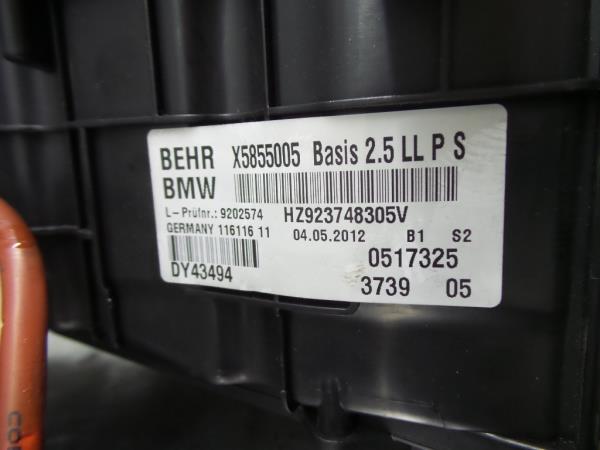 BEHR X5855005 Basis 2.5 LL P S
BMW
L-Prüfnr.: 9202574 HZ923748305V
GERMANY 116116 11 04.05.2012 B1 S2
DY43494 0517325
3739 05